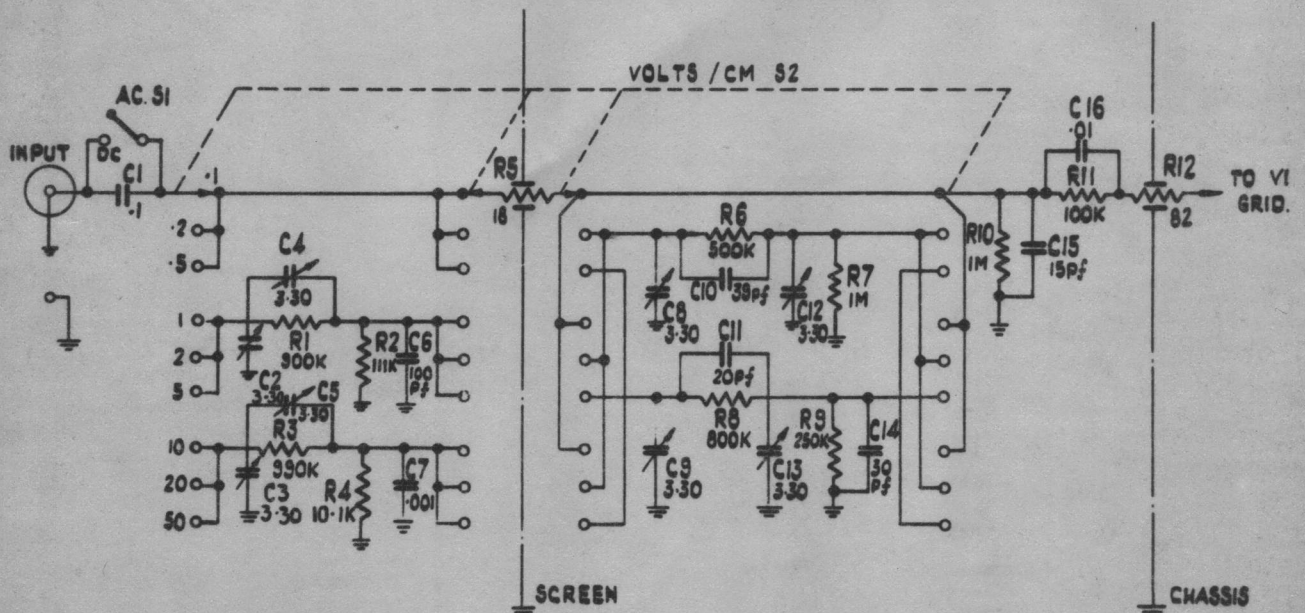 VOLTS /CM S2
AC. S1
INPUT
DC
C1
.1
.1
.2
.5
R5
18
C16
.01
R11
100K
R12
82
TO V1
GRID.
R10
1M
C15
15pf
C4
3.30
1
2
5
R1
900K
C2
3.30
R2
111K
C6
100
pf
C5
3.30
10
20
50
R3
990K
C3
3.30
R4
10.1K
C7
.001
R6
500K
C10
39pf
C8
3.30
C12
3.30
R7
1M
C11
20pf
R8
800K
C9
3.30
C13
3.30
R9
250K
C14
30
pf
SCREEN
CHASSIS